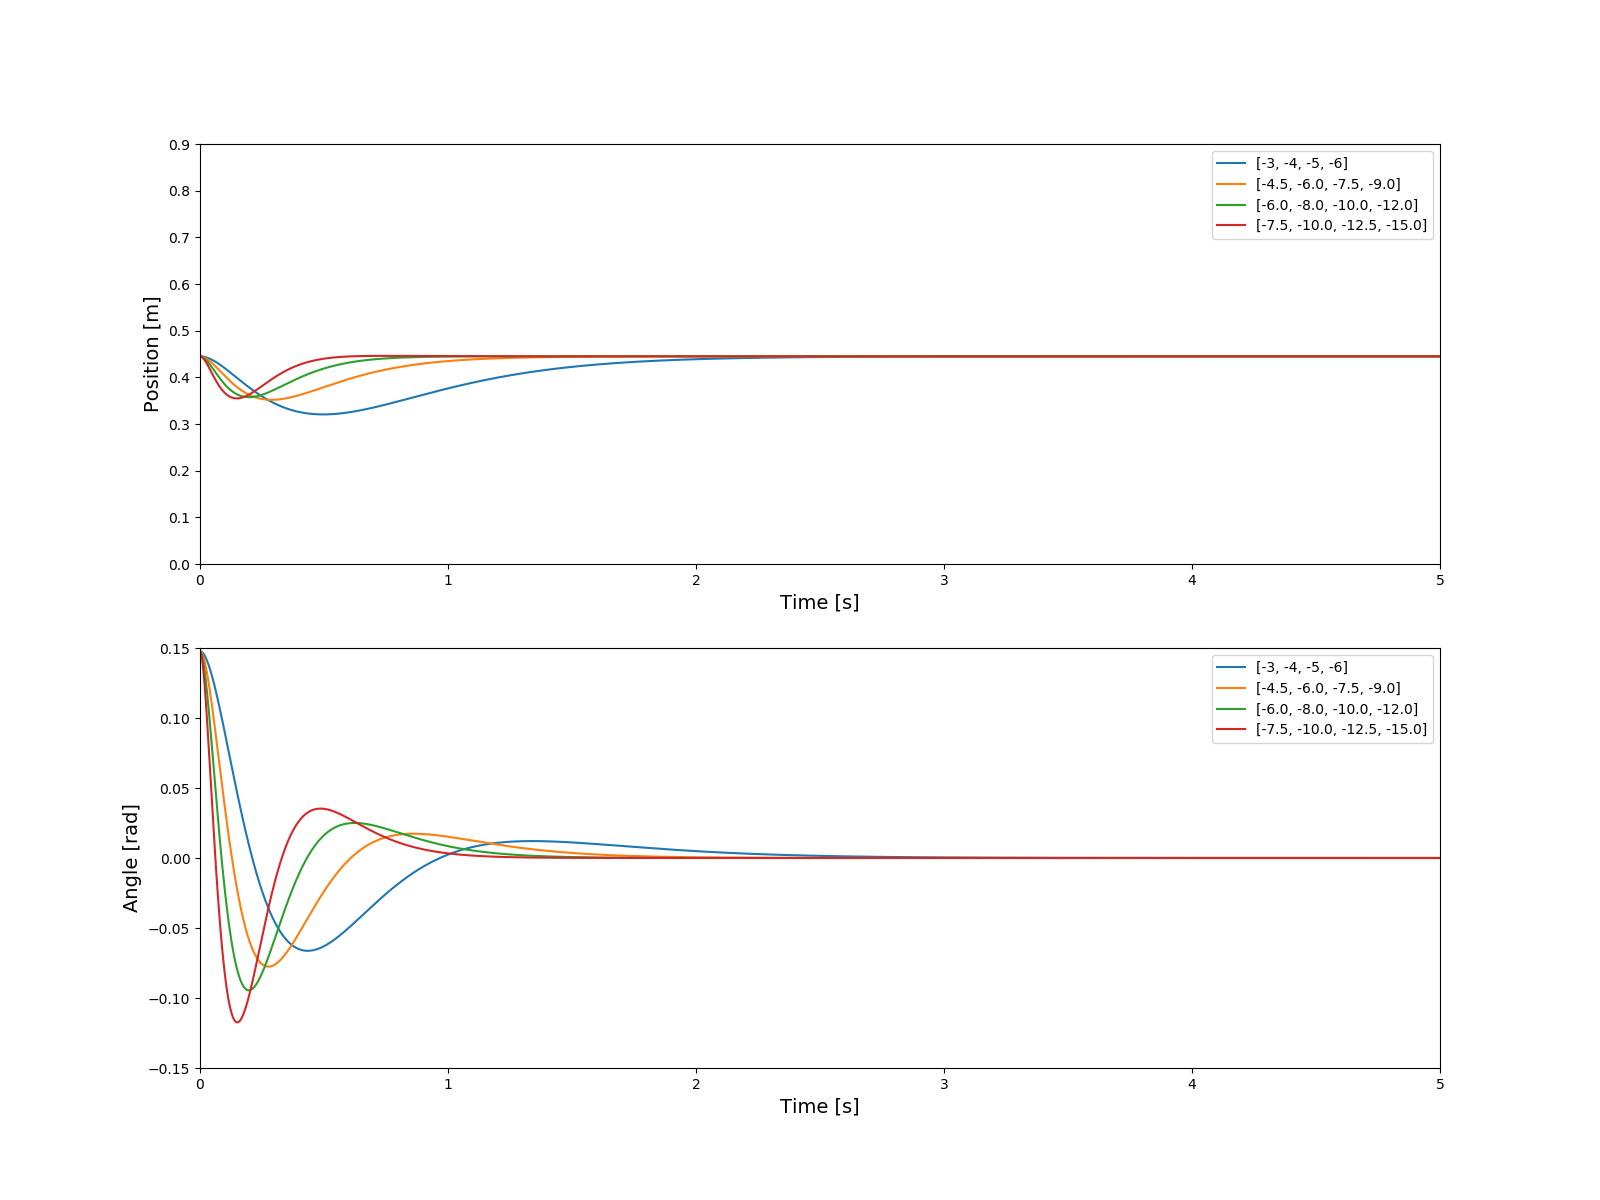 0.9
0.8
0.7
0.6
0.5
0.4
0.3
0.2
0.1
0.0
Position [m]
0 1 2 3 4 5
Time [s]
[-3, -4, -5, -6]
[-4.5, -6.0, -7.5, -9.0]
[-6.0, -8.0, -10.0, -12.0]
[-7.5, -10.0, -12.5, -15.0]
0.15
0.10
0.05
0.00
−0.05
−0.10
−0.15
Angle [rad]
0 1 2 3 4 5
Time [s]
[-3, -4, -5, -6]
[-4.5, -6.0, -7.5, -9.0]
[-6.0, -8.0, -10.0, -12.0]
[-7.5, -10.0, -12.5, -15.0]